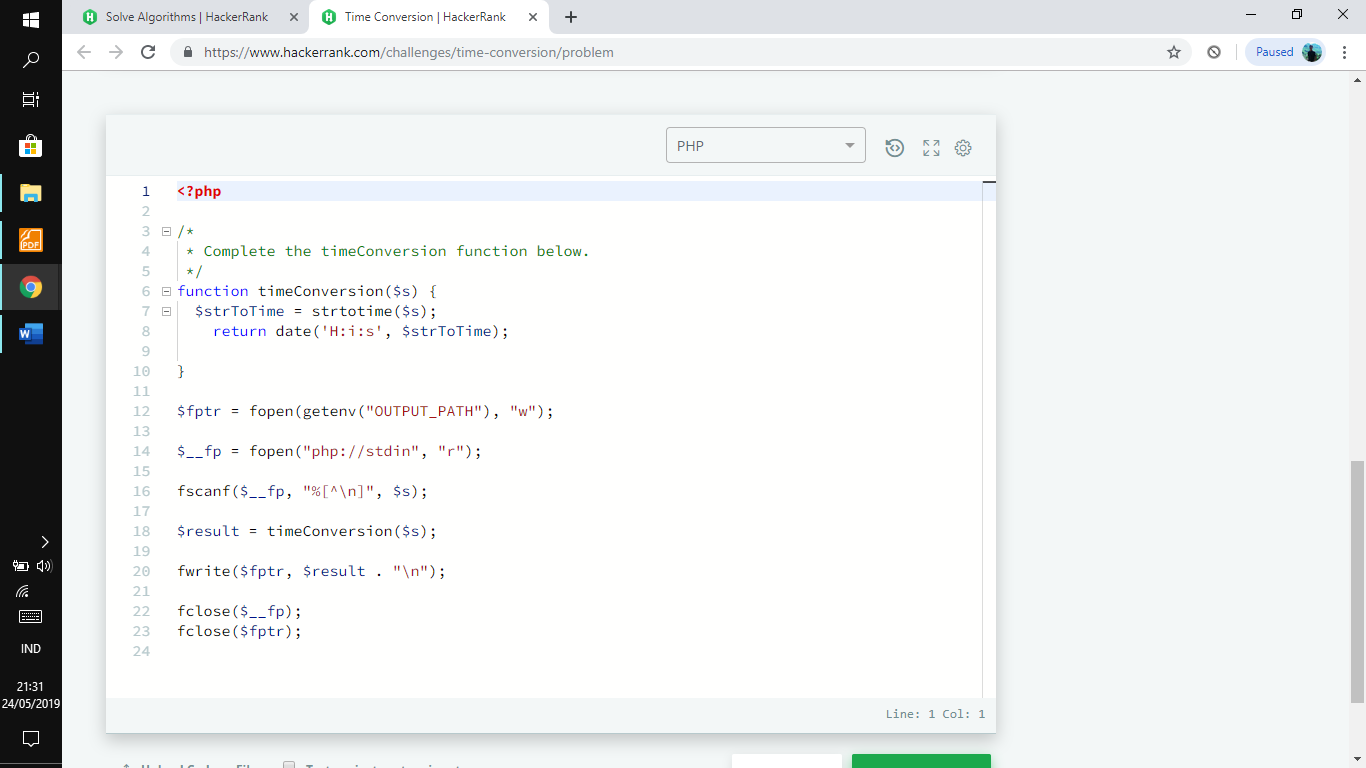 Solve Algorithms | HackerRank
Time Conversion | HackerRank
https://www.hackerrank.com/challenges/time-conversion/problem
Paused
PHP
1 <?php
2
3 /*
4 * Complete the timeConversion function below.
5 */
6 function timeConversion($s) {
7 $strToTime = strtotime($s);
8 return date('H:i:s', $strToTime);
9
10 }
11
12 $fptr = fopen(getenv("OUTPUT_PATH"), "w");
13
14 $__fp = fopen("php://stdin", "r");
15
16 fscanf($__fp, "%[^\n]", $s);
17
18 $result = timeConversion($s);
19
20 fwrite($fptr, $result . "\n");
21
22 fclose($__fp);
23 fclose($fptr);
24
Line: 1 Col: 1
PDF
W
IND
21:31
24/05/2019